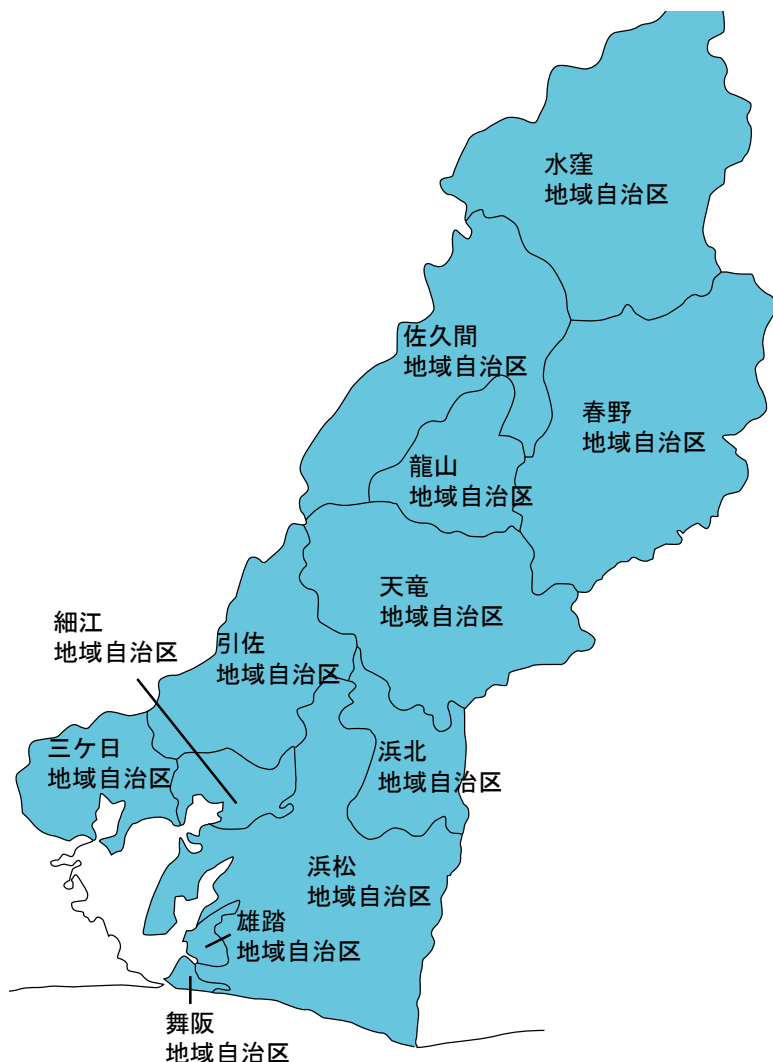 水窪
地域自治区
佐久間
地域自治区
春野
地域自治区
龍山
地域自治区
天竜
地域自治区
細江
地域自治区
引佐
地域自治区
三ケ日
地域自治区
浜北
地域自治区
浜松
地域自治区
雄踏
地域自治区
舞阪
地域自治区